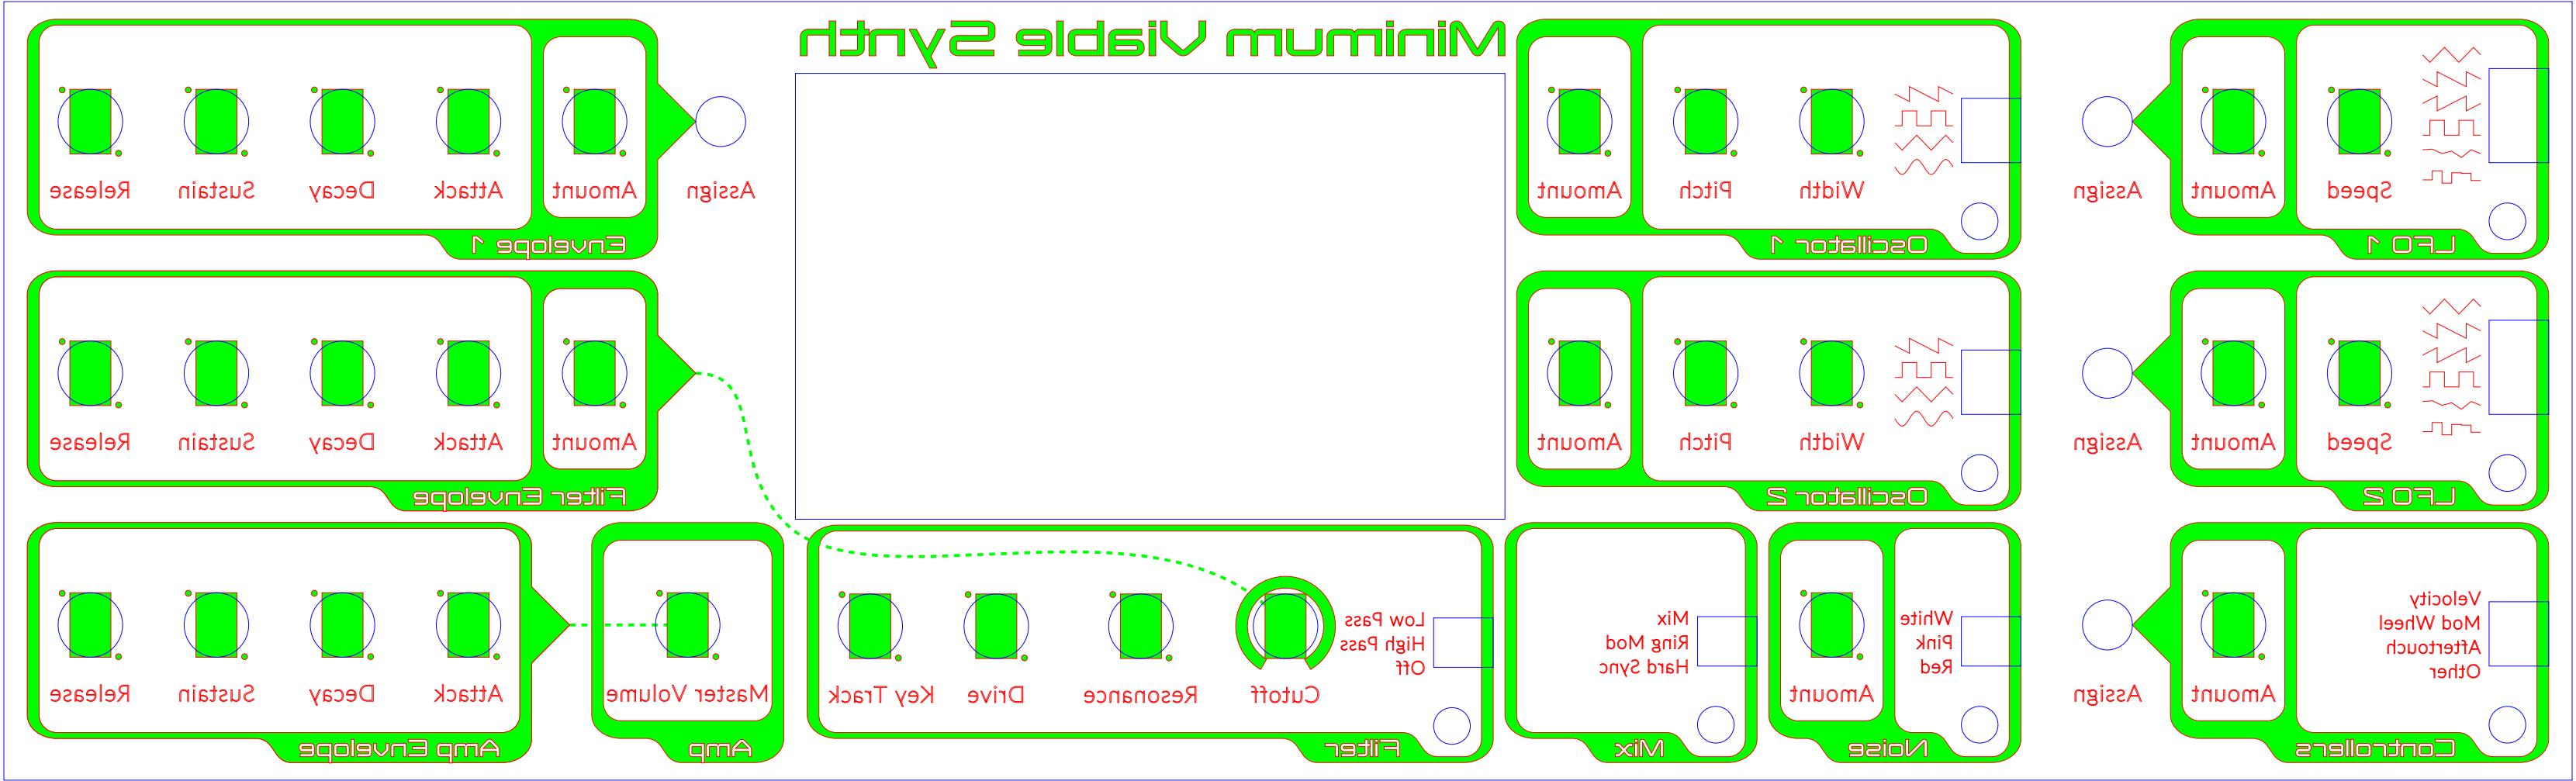 Minimum Viable Synth
Speed
Amount
Assign
LFO 1
Width
Pitch
Amount
Oscillator 1
Assign
Amount
Attack
Decay
Sustain
Release
Envelope 1
Speed
Amount
Assign
LFO 2
Width
Pitch
Amount
Oscillator 2
Amount
Attack
Decay
Sustain
Release
Filter Envelope
Velocity
Mod Wheel
Aftertouch
Other
Amount
Assign
Controllers
White
Pink
Red
Amount
Noise
Mix
Ring Mod
Hard Sync
Mix
Low Pass
High Pass
Off
Cutoff
Resonance
Drive
Key Track
Filter
Master Volume
Amp
Attack
Decay
Sustain
Release
Amp Envelope